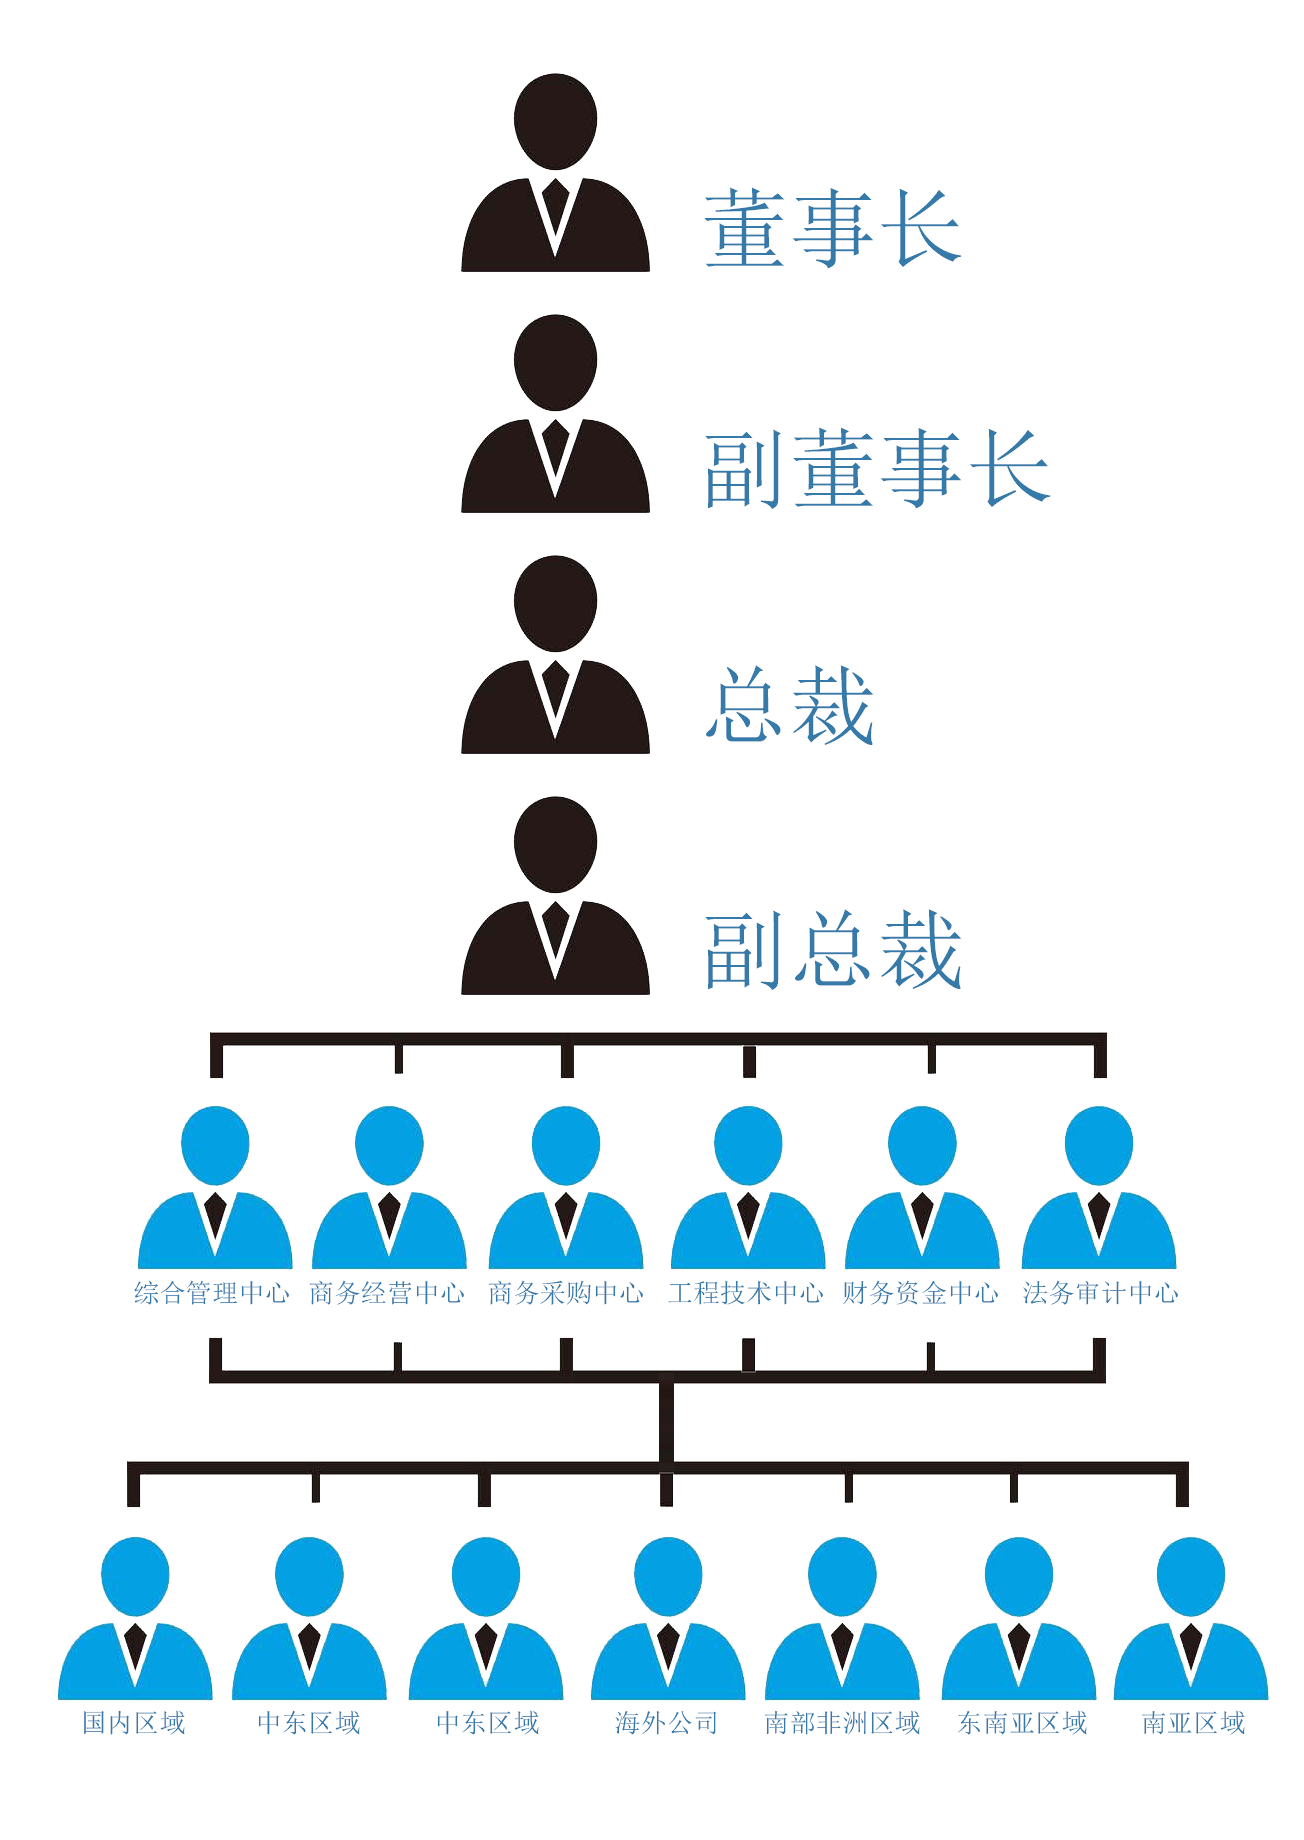 董事长
副董事长
总裁
副总裁
综合管理中心 商务经营中心 商务采购中心 工程技术中心 财务资金中心 法务审计中心
国内区域 中东区域 中东区域 海外公司 南部非洲区域 东南亚区域 南亚区域